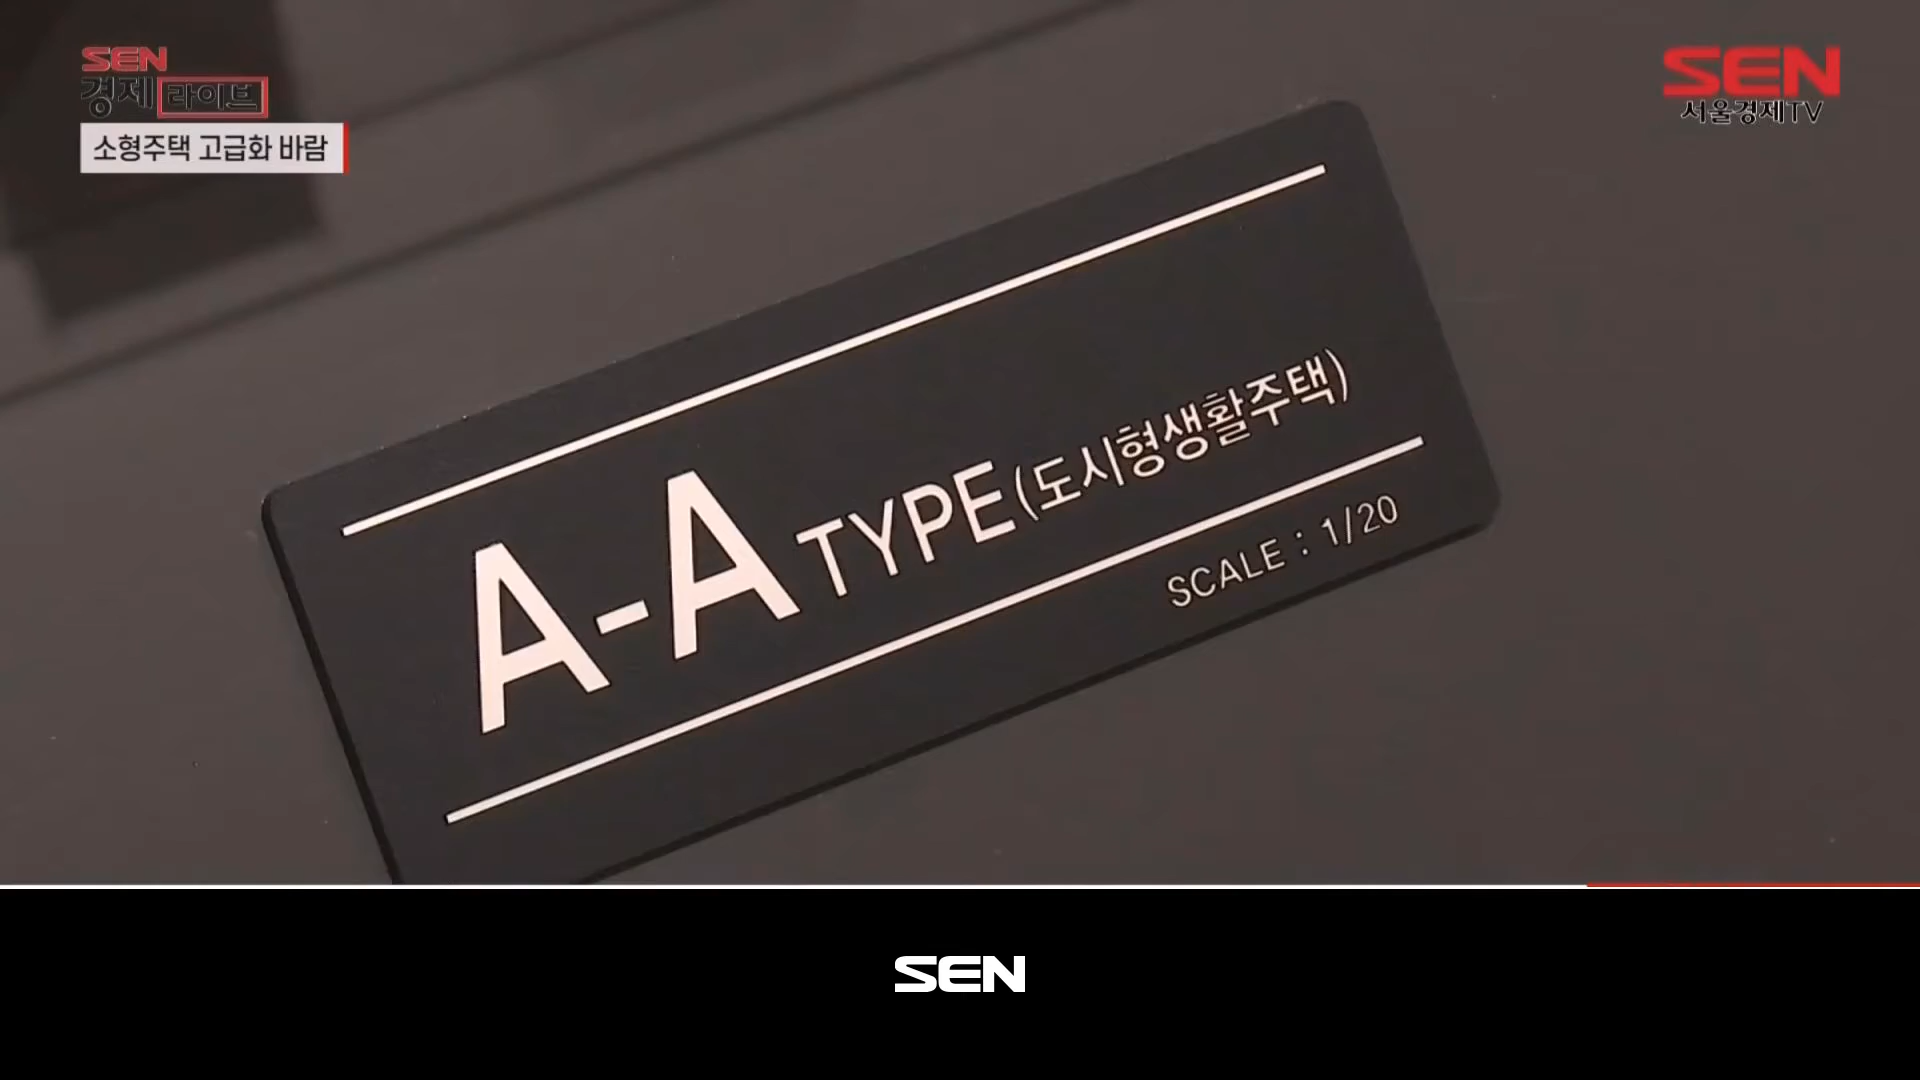 SEN
경제 라이브
소형주택 고급화 바람
SEN
서울경제TV
A-A TYPE (도시형생활주택)
SCALE : 1/20
SEN